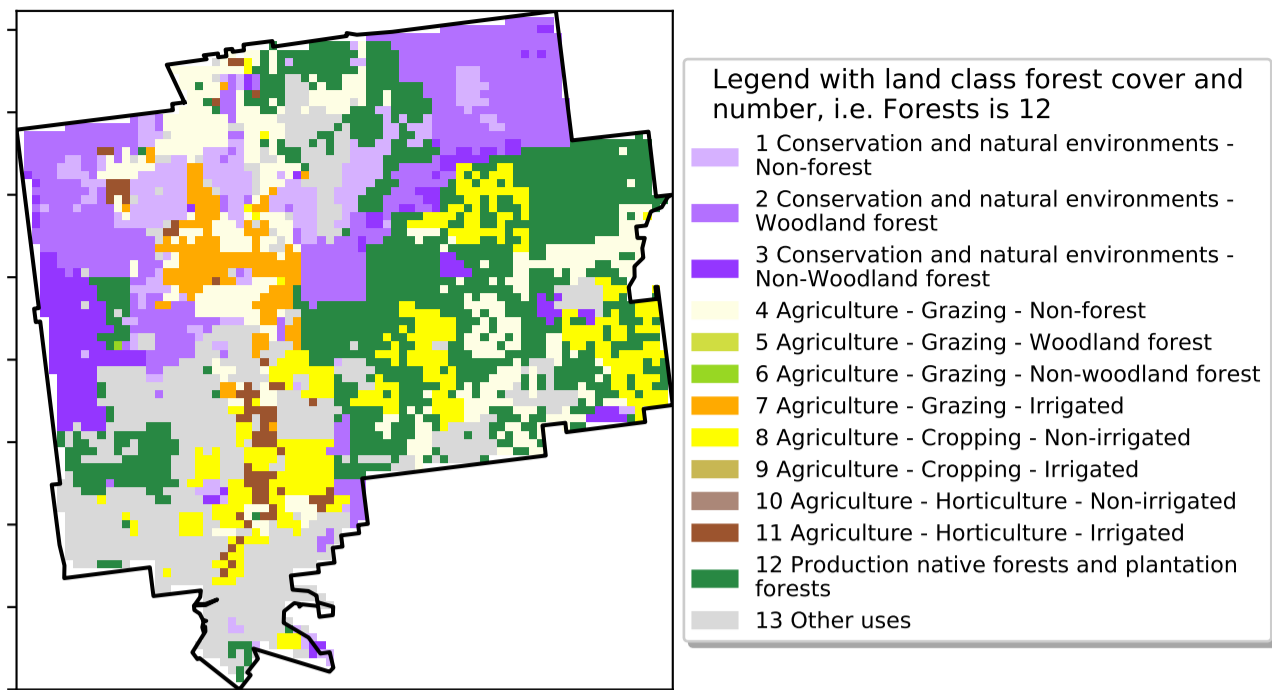 Legend with land class forest cover and
number, i.e. Forests is 12
1 Conservation and natural environments -
Non-forest
2 Conservation and natural environments -
Woodland forest
3 Conservation and natural environments -
Non-Woodland forest
4 Agriculture - Grazing - Non-forest
5 Agriculture - Grazing - Woodland forest
6 Agriculture - Grazing - Non-woodland forest
7 Agriculture - Grazing - Irrigated
8 Agriculture - Cropping - Non-irrigated
9 Agriculture - Cropping - Irrigated
10 Agriculture - Horticulture - Non-irrigated
11 Agriculture - Horticulture - Irrigated
12 Production native forests and plantation
forests
13 Other uses